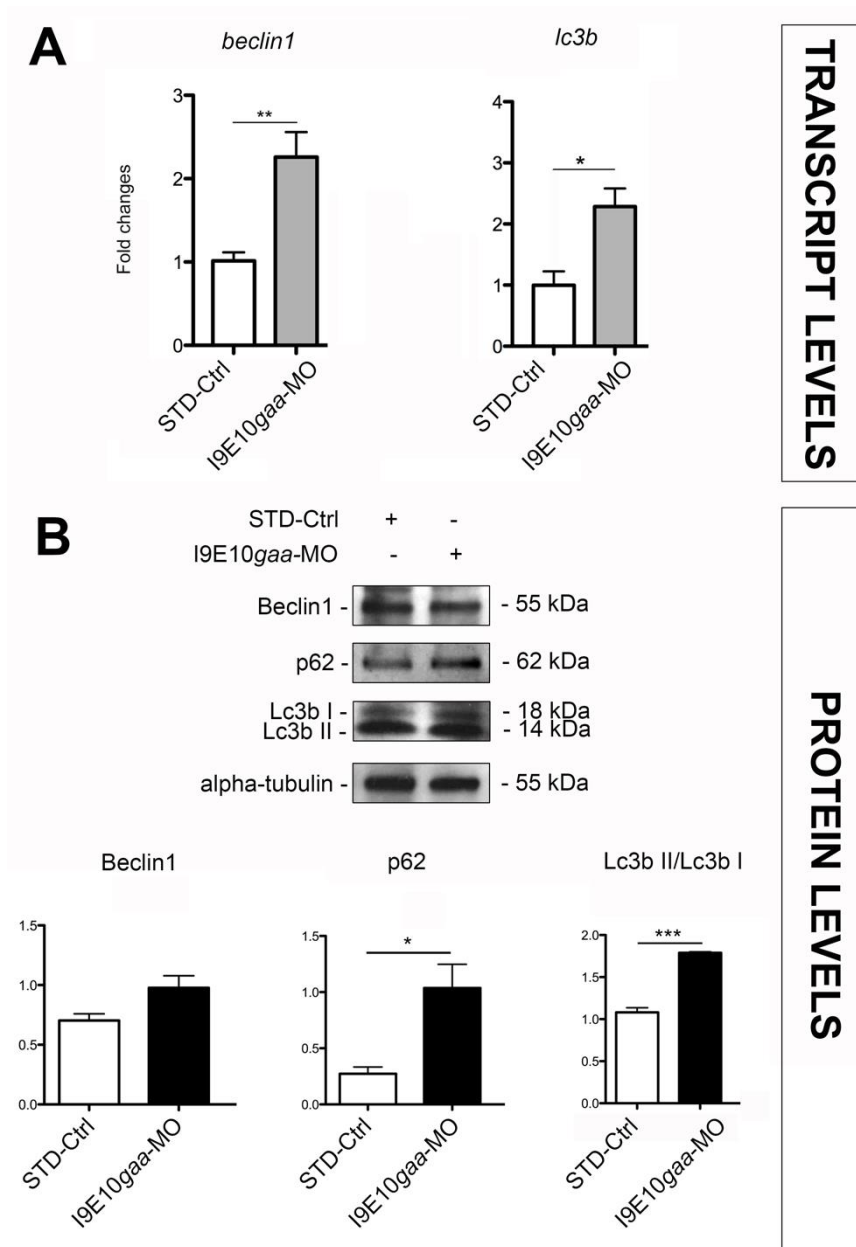 A
beclin1
lc3b
TRANSCRIPT LEVELS
Fold changes
3
2
1
0
**
STD-Ctrl
I9E10gaa-MO
4
3
2
1
0
*
STD-Ctrl
I9E10gaa-MO
B
STD-Ctrl + -
I9E10gaa-MO - +
Beclin1 - - 55 kDa
p62 - - 62 kDa
Lc3b I - - 18 kDa
Lc3b II - - 14 kDa
alpha-tubulin - - 55 kDa
PROTEIN LEVELS
Beclin1
1.5
1.0
0.5
0.0
STD-Ctrl
I9E10gaa-MO
p62
1.5
1.0
0.5
0.0
*
STD-Ctrl
I9E10gaa-MO
Lc3b II/Lc3b I
2.0
1.5
1.0
0.5
0.0
***
STD-Ctrl
I9E10gaa-MO